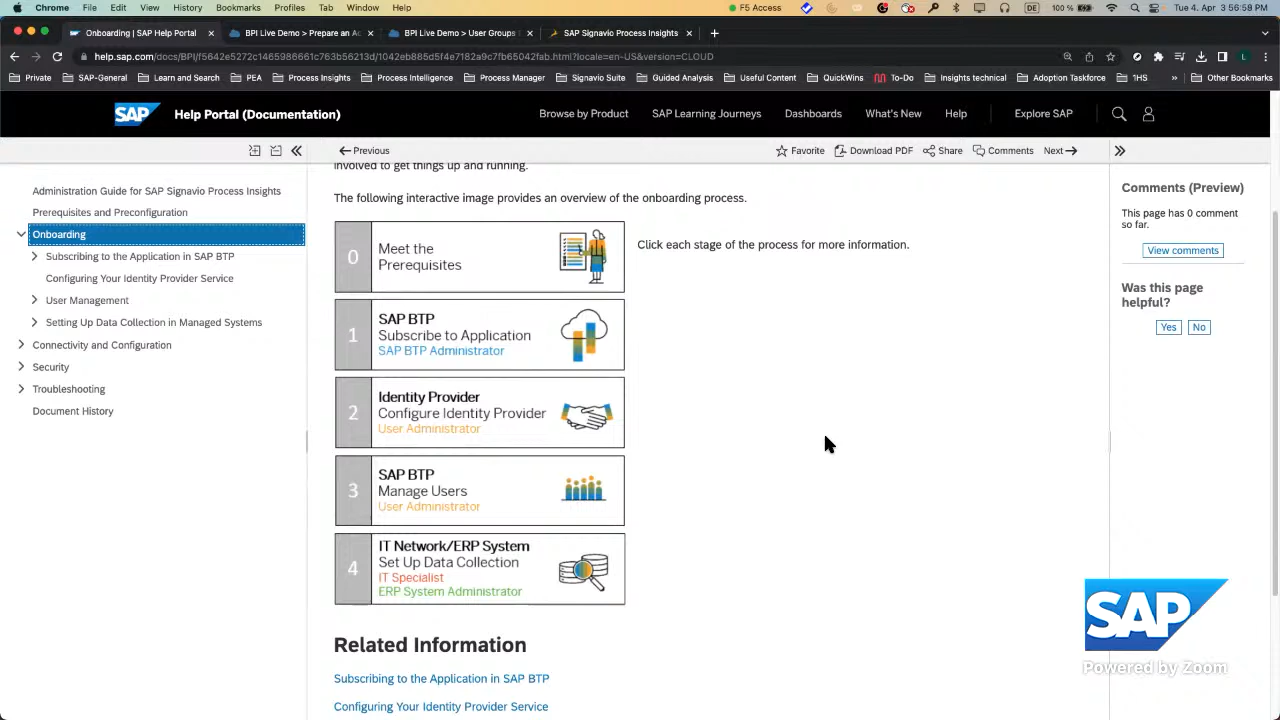 Chrome File Edit View History Bookmarks Profiles Tab Window Help F5 Access DE 100 % Tue 4. Apr 3:56:59 PM
Onboarding | SAP Help Portal × BPI Live Demo > Prepare an Ac × BPI Live Demo > User Groups × SAP Signavio Process Insights × +
help.sap.com/docs/BPI/f5642e5272c1465986661c763b56213d/1042eb885d5f4e7182a9c7fb65042fab.html?locale=en-US&version=CLOUD
Private SAP-General Learn and Search PEA Process Insights Process Intelligence Process Manager Signavio Suite Guided Analysis Useful Content QuickWins To-Do Insights technical Adoption Taskforce 1HS » Other Bookmarks
SAP Help Portal (Documentation) Browse by Product SAP Learning Journeys Dashboards What's New Help Explore SAP
Previous Favorite Download PDF Share Comments Next
Administration Guide for SAP Signavio Process Insights
Prerequisites and Preconfiguration
Onboarding
Subscribing to the Application in SAP BTP
Configuring Your Identity Provider Service
User Management
Setting Up Data Collection in Managed Systems
Connectivity and Configuration
Security
Troubleshooting
Document History
involved to get things up and running.
The following interactive image provides an overview of the onboarding process.
0
Meet the
Prerequisites
Click each stage of the process for more information.
1
SAP BTP
Subscribe to Application
SAP BTP Administrator
2
Identity Provider
Configure Identity Provider
User Administrator
3
SAP BTP
Manage Users
User Administrator
4
IT Network/ERP System
Set Up Data Collection
IT Specialist
ERP System Administrator
Related Information
Subscribing to the Application in SAP BTP
Configuring Your Identity Provider Service
Comments (Preview)
This page has 0 comment
so far.
View comments
Was this page
helpful?
Yes No
SAP
Powered by Zoom